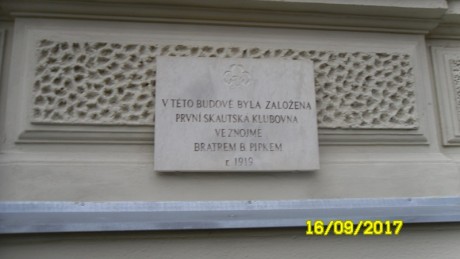 V TÉTO BUDOVĚ BYLA ZALOŽENA
PRVNÍ SKAUTSKÁ KLUBOVNA
VE ZNOJMĚ
BRATREM B. PIPKEM
r. 1919
16/09/2017